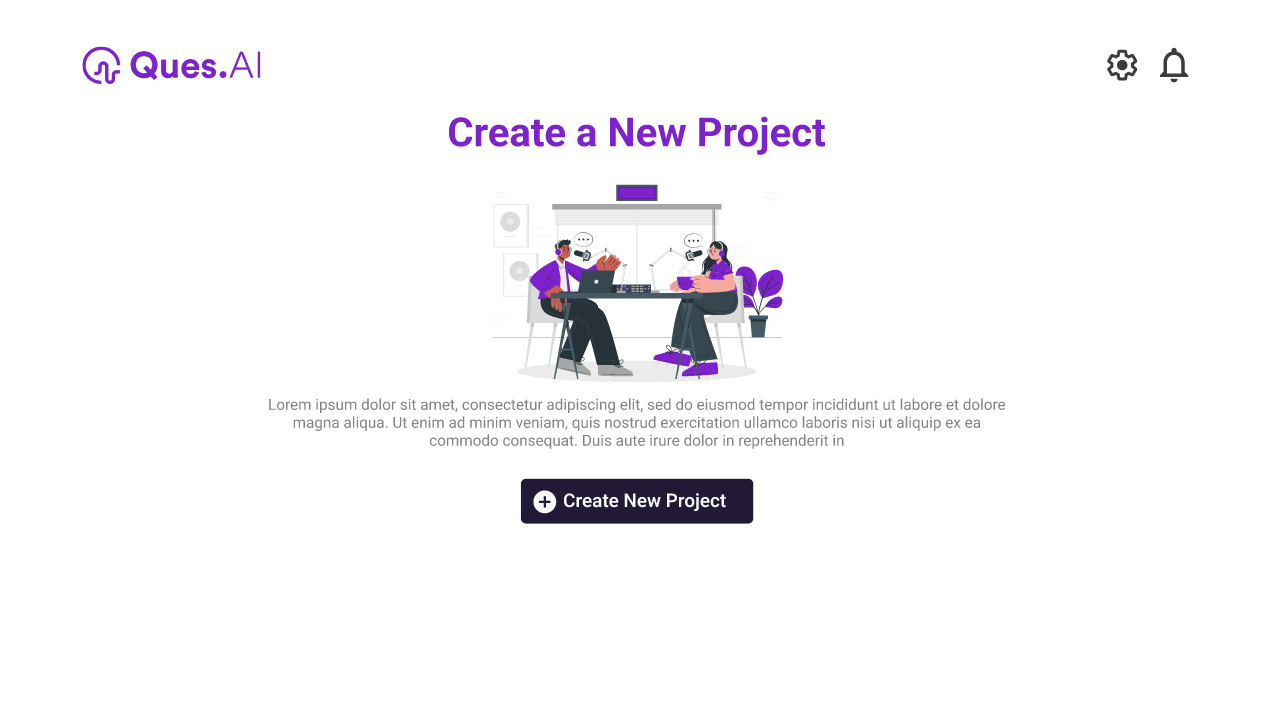 Ques.AI
Create a New Project
Lorem ipsum dolor sit amet, consectetur adipiscing elit, sed do eiusmod tempor incididunt ut labore et dolore
magna aliqua. Ut enim ad minim veniam, quis nostrud exercitation ullamco laboris nisi ut aliquip ex ea
commodo consequat. Duis aute irure dolor in reprehenderit in
Create New Project